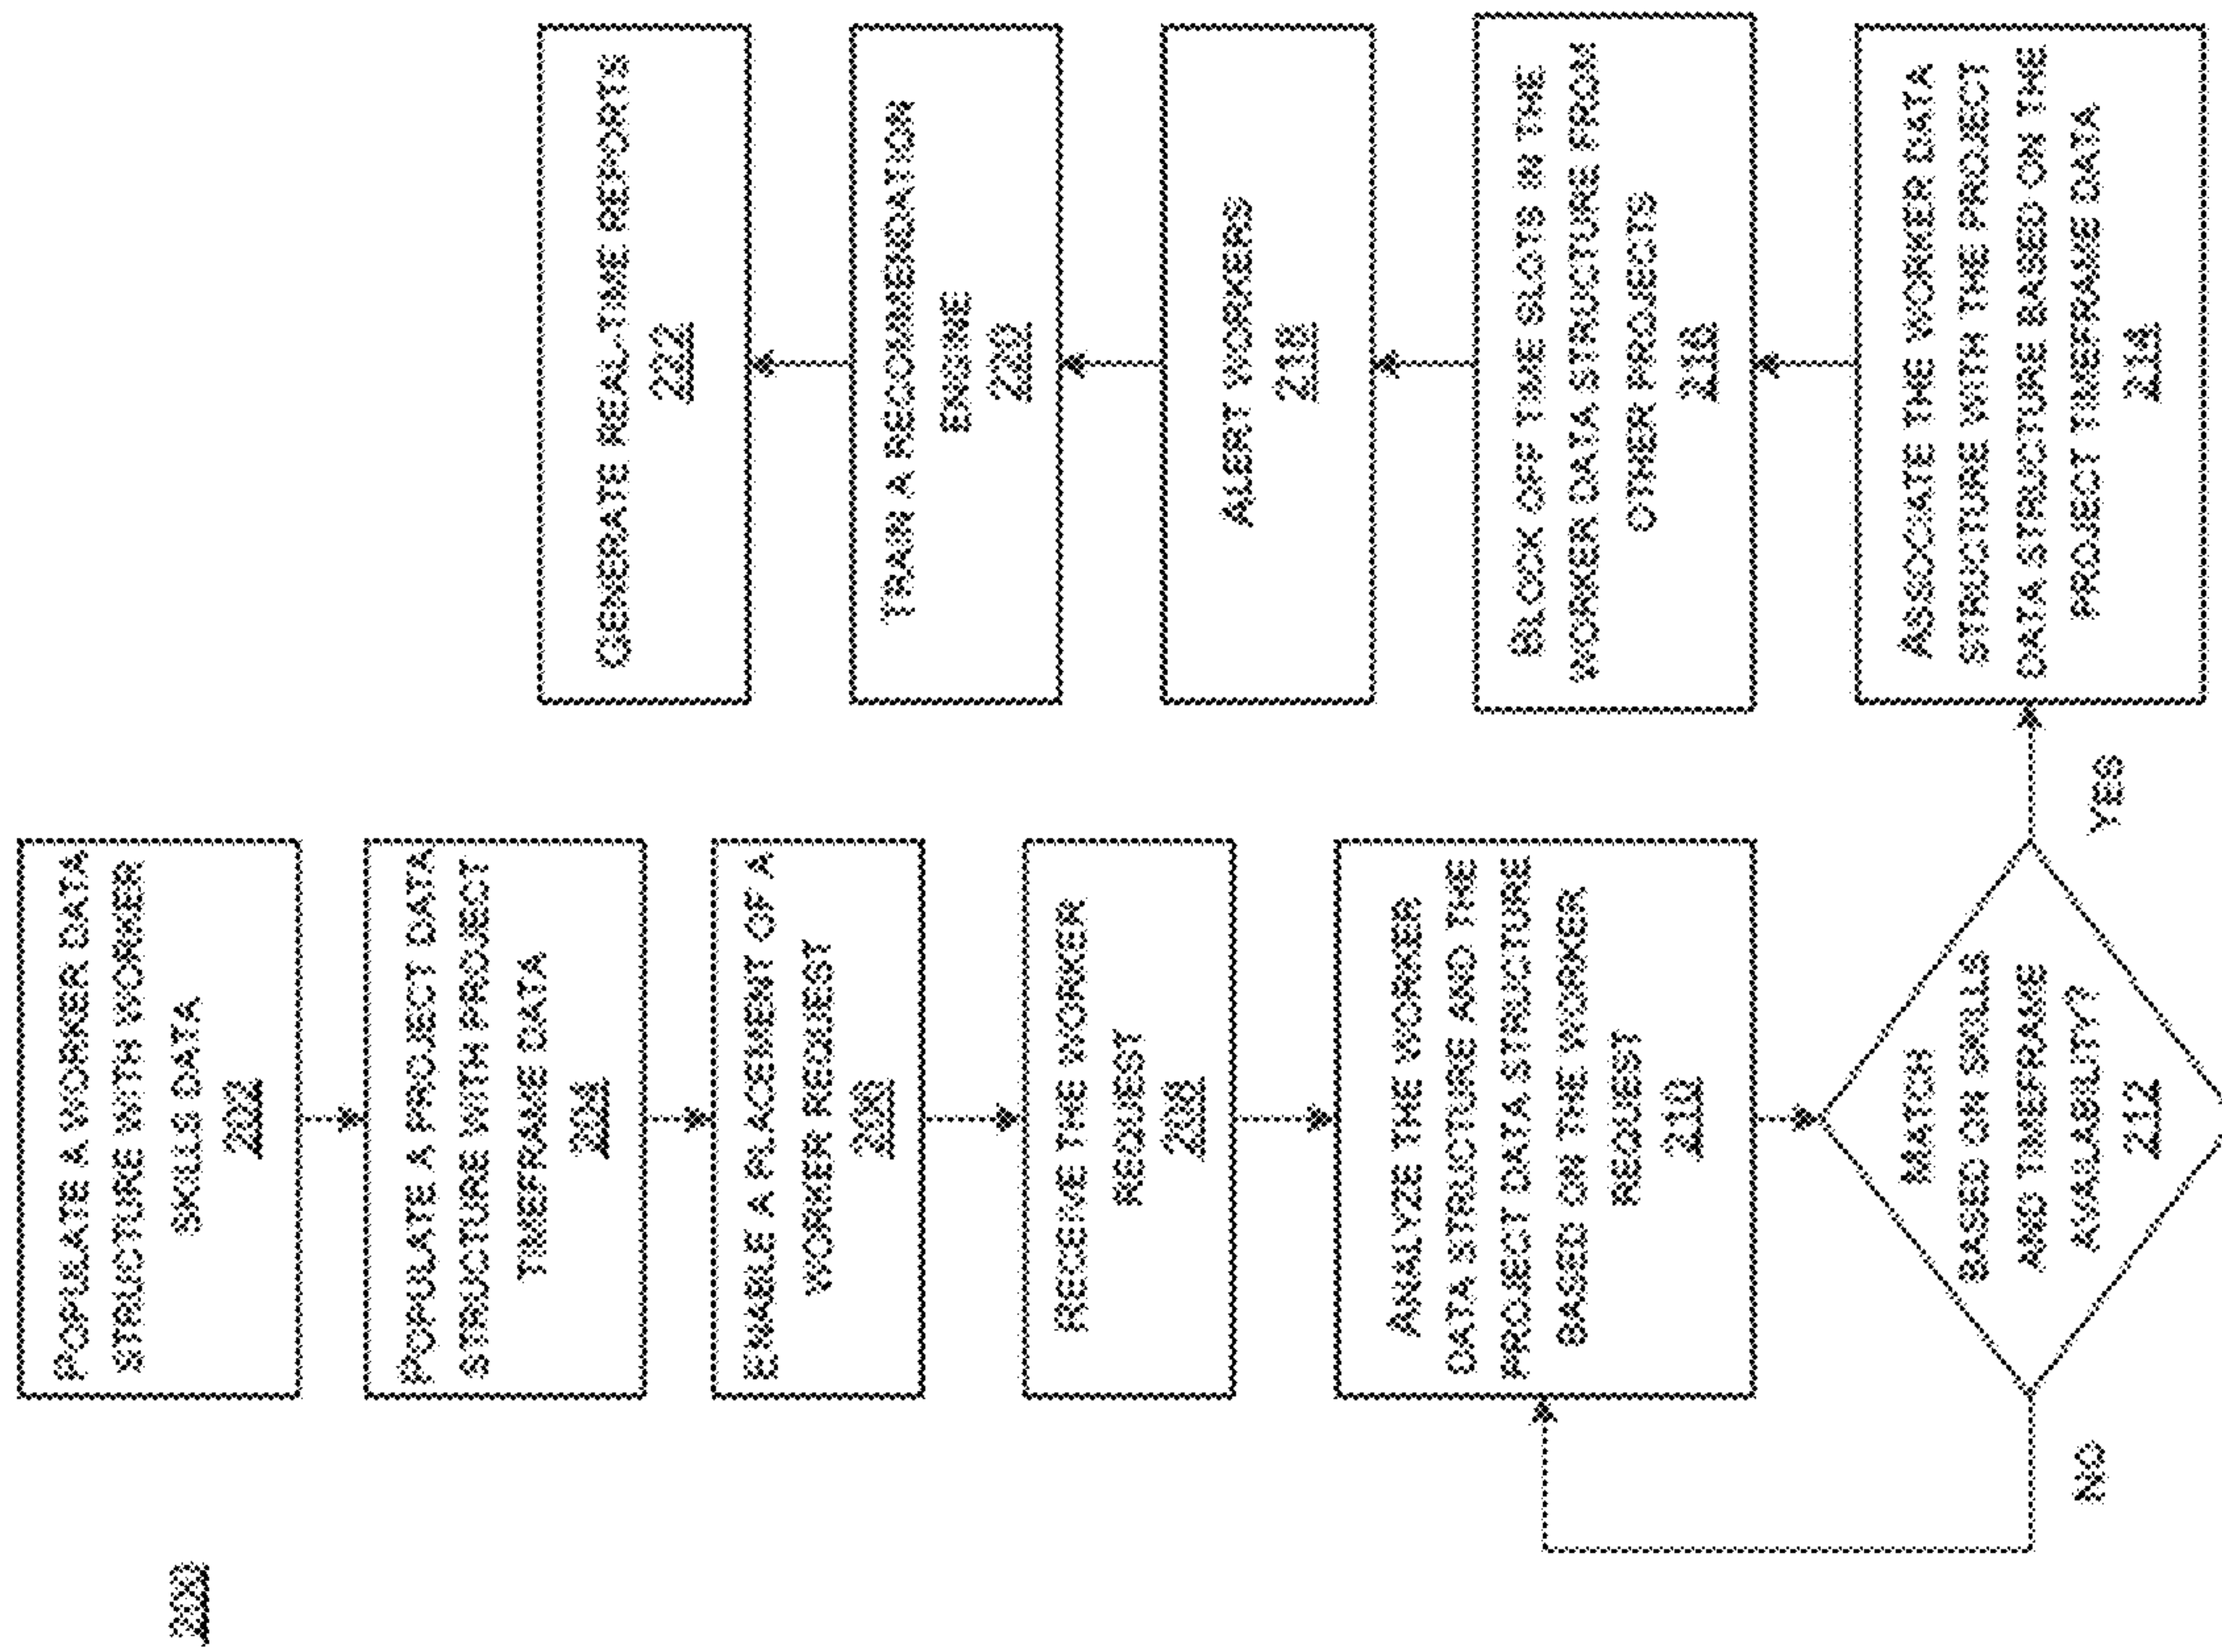 200
POPULATE A WORKER DATA
STRUCTURE WITH WORKER
SKILLS DATA
202
POPULATE A PROJECT DATA
STRUCTURE WITH PROJECT
TIMEFRAME DATA
204
ENABLE A PLACEMENT OF A
WORKER REQUEST
206
RECEIVE THE WORKER
REQUEST
208
ANALYZE THE WORKER
DATA STRUCTURE AND THE
PROJECT DATA STRUCTURE
BASED ON THE WORKER
REQUEST
210
MATCH
BASED ON SKILLS
AND TIMEFRAME
AVAILABILITY?
212
NO
YES
ASSOCIATE THE WORKER DATA
STRUCTURE WITH THE PROJECT
DATA STRUCTURE BASED ON THE
PROJECT TIMEFRAME DATA
214
BLOCK OFF TIME SLOTS IN THE
WORKER DATA STRUCTURE FROM
OTHER PROJECTS
216
ALERT WORKERS
218
TRAIN A RECOMMENDATION
ENGINE
220
GENERATE REAL-TIME REPORTS
222